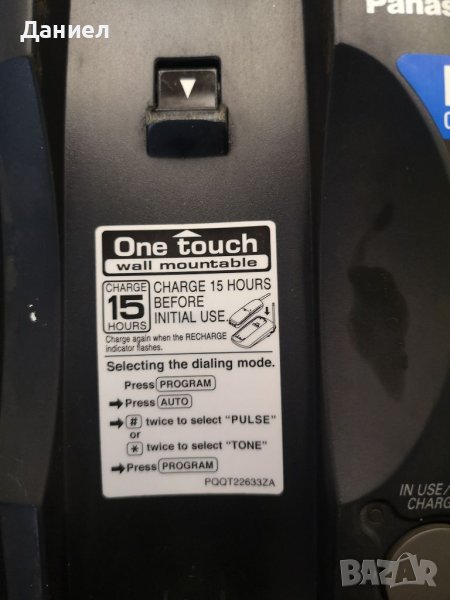 Даниел
Panas
One touch
wall mountable
CHARGE
15
HOURS
CHARGE 15 HOURS
BEFORE
INITIAL USE.
Charge again when the RECHARGE
indicator flashes.
Selecting the dialing mode.
Press PROGRAM
➔Press AUTO
➔# twice to select "PULSE"
or
* twice to select "TONE"
➔Press PROGRAM
PQQT22633ZA
IN USE/
CHARG
BAZAR